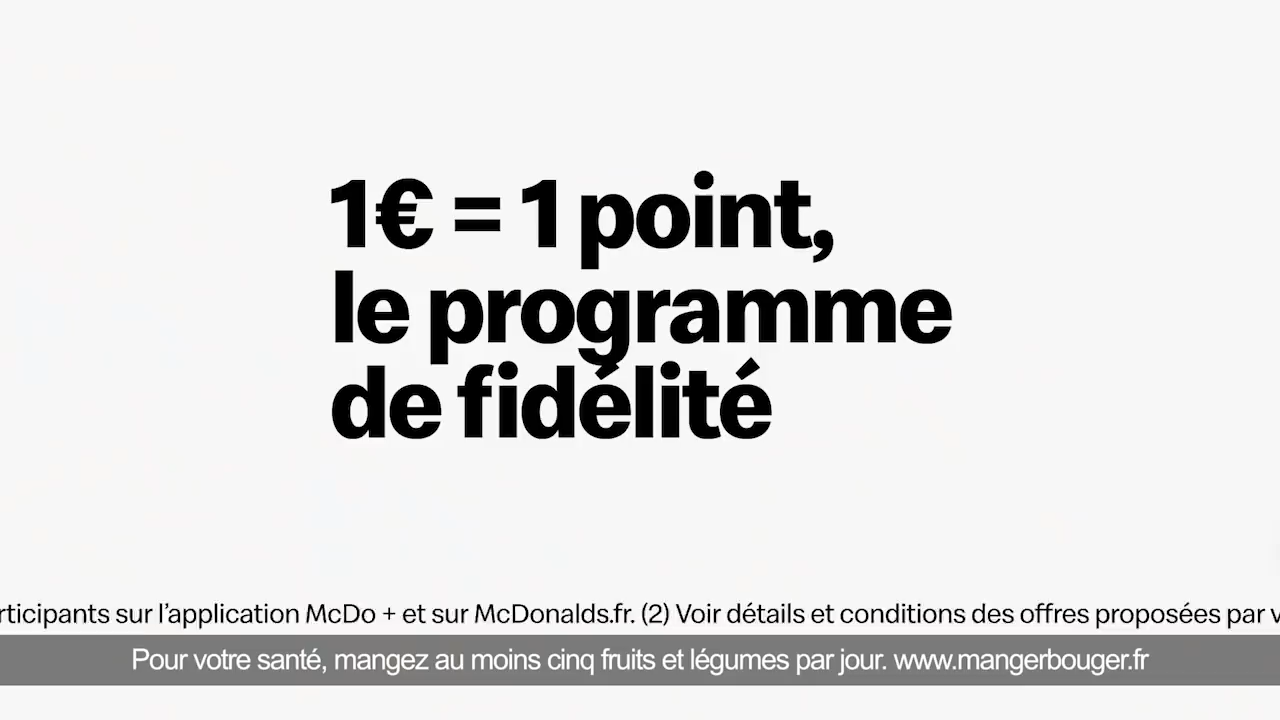 1€ = 1 point,
le programme
de fidélité
sur l’application McDo + et sur McDonalds.fr. (2) Voir détails et conditions des offres proposées par
Pour votre santé, mangez au moins cinq fruits et légumes par jour. www.mangerbouger.fr